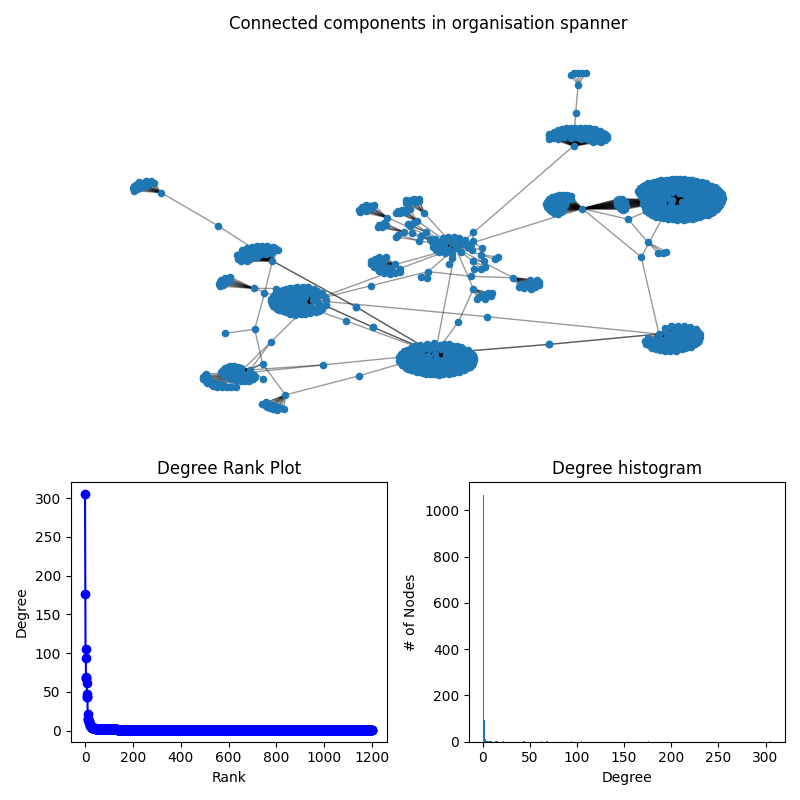 Connected components in organisation spanner
Degree Rank Plot
Degree
300
250
200
150
100
50
0
0 200 400 600 800 1000 1200
Rank
Degree histogram
# of Nodes
1000
800
600
400
200
0
0 50 100 150 200 250 300
Degree